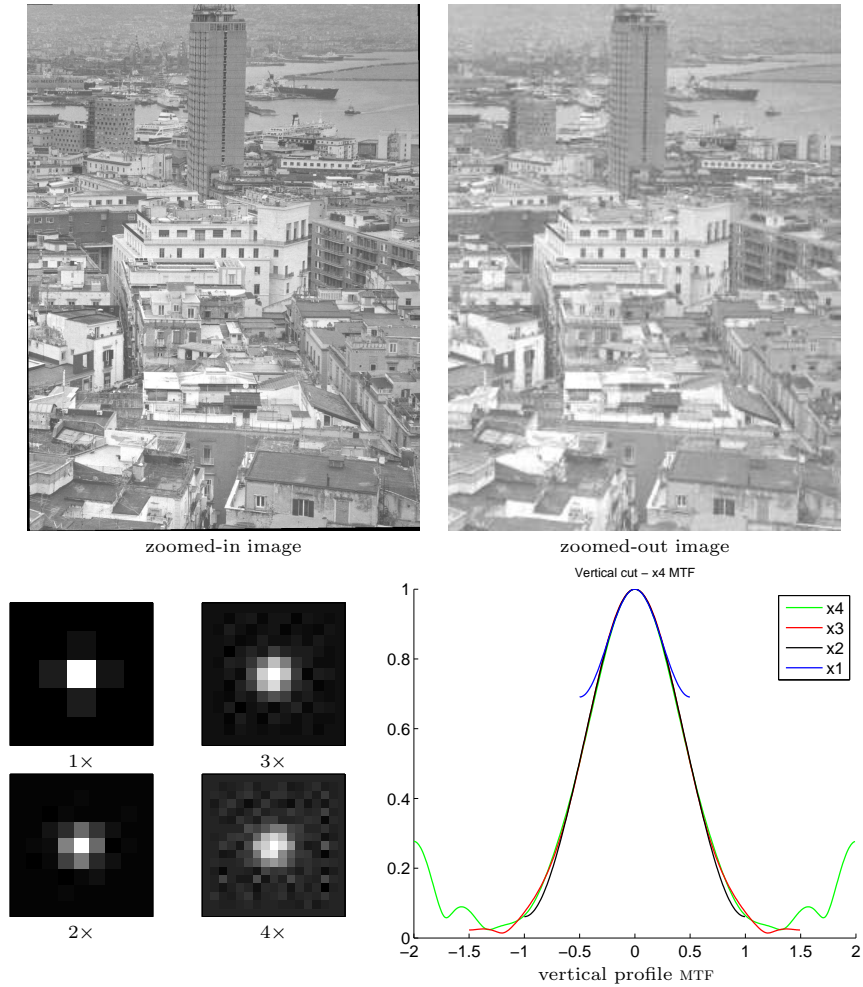 zoomed-in image
zoomed-out image
1×
3×
2×
4×
Vertical cut – x4 MTF
1
0.8
0.6
0.4
0.2
0
−2
−1.5
−1
−0.5
0
0.5
1
1.5
2
x4
x3
x2
x1
vertical profile MTF